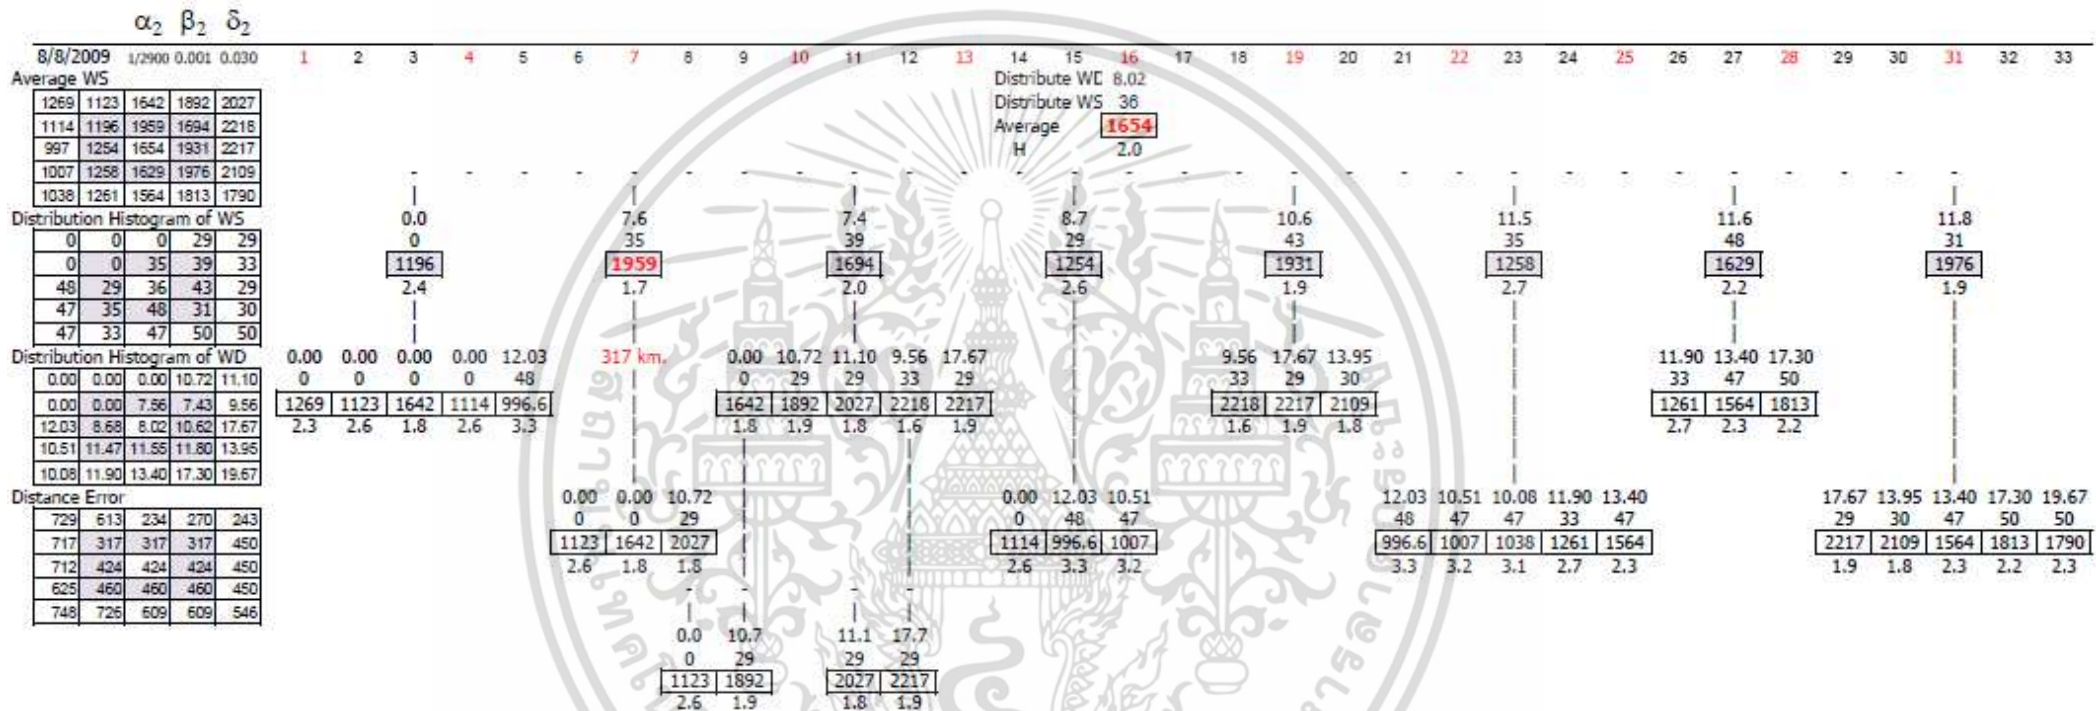 α2 β2 δ2
8/8/2009 1/2900 0.001 0.030 1 2 3 4 5 6 7 8 9 10 11 12 13 14 15 16 17 18 19 20 21 22 23 24 25 26 27 28 29 30 31 32 33
Average WS
1269 1123 1642 1892 2027
1114 1196 1959 1694 2216
997 1254 1654 1931 2217
1007 1258 1629 1976 2109
1038 1261 1564 1813 1790
Distribute WD 8.02
Distribute WS 36
Average 1654
H 2.0
Distribution Histogram of WS
0 0 0 29 29
0 0 35 39 33
48 29 36 43 29
47 35 48 31 30
47 33 47 50 50
0.0 7.6 7.4 8.7 10.6 11.5 11.6 11.8
0 35 39 29 43 35 48 31
1196 1959 1694 1254 1931 1258 1629 1976
2.4 1.7 2.0 2.6 1.9 2.7 2.2 1.9
Distribution Histogram of WD
0.00 0.00 0.00 10.72 11.10
0.00 0.00 7.56 7.43 9.56
12.03 8.68 8.02 10.62 17.67
10.51 11.47 11.55 11.80 13.95
10.08 11.90 13.40 17.30 19.67
0.00 0.00 0.00 0.00 12.03 317 km. 0.00 10.72 11.10 9.56 17.67 9.56 17.67 13.95 11.90 13.40 17.30
0 0 0 0 48 0 29 29 33 29 33 29 30 33 47 50
1269 1123 1642 1114 996.6 1642 1892 2027 2218 2217 2218 2217 2109 1261 1564 1813
2.3 2.6 1.8 2.6 3.3 1.8 1.9 1.8 1.6 1.9 1.6 1.9 1.8 2.7 2.3 2.2
Distance Error
729 613 234 270 243
717 317 317 317 450
712 424 424 424 450
625 460 460 460 450
748 726 609 609 546
0.00 0.00 10.72 0.00 12.03 10.51 12.03 10.51 10.08 11.90 13.40 17.67 13.95 13.40 17.30 19.67
0 0 29 0 48 47 48 47 47 33 47 29 30 47 50 50
1123 1642 2027 1114 996.6 1007 996.6 1007 1038 1261 1564 2217 2109 1564 1813 1790
2.6 1.8 1.8 2.6 3.3 3.2 3.3 3.2 3.1 2.7 2.3 1.9 1.8 2.3 2.2 2.3
0.0 10.7 11.1 17.7
0 29 29 29
1123 1892 2027 2217
2.6 1.9 1.8 1.9